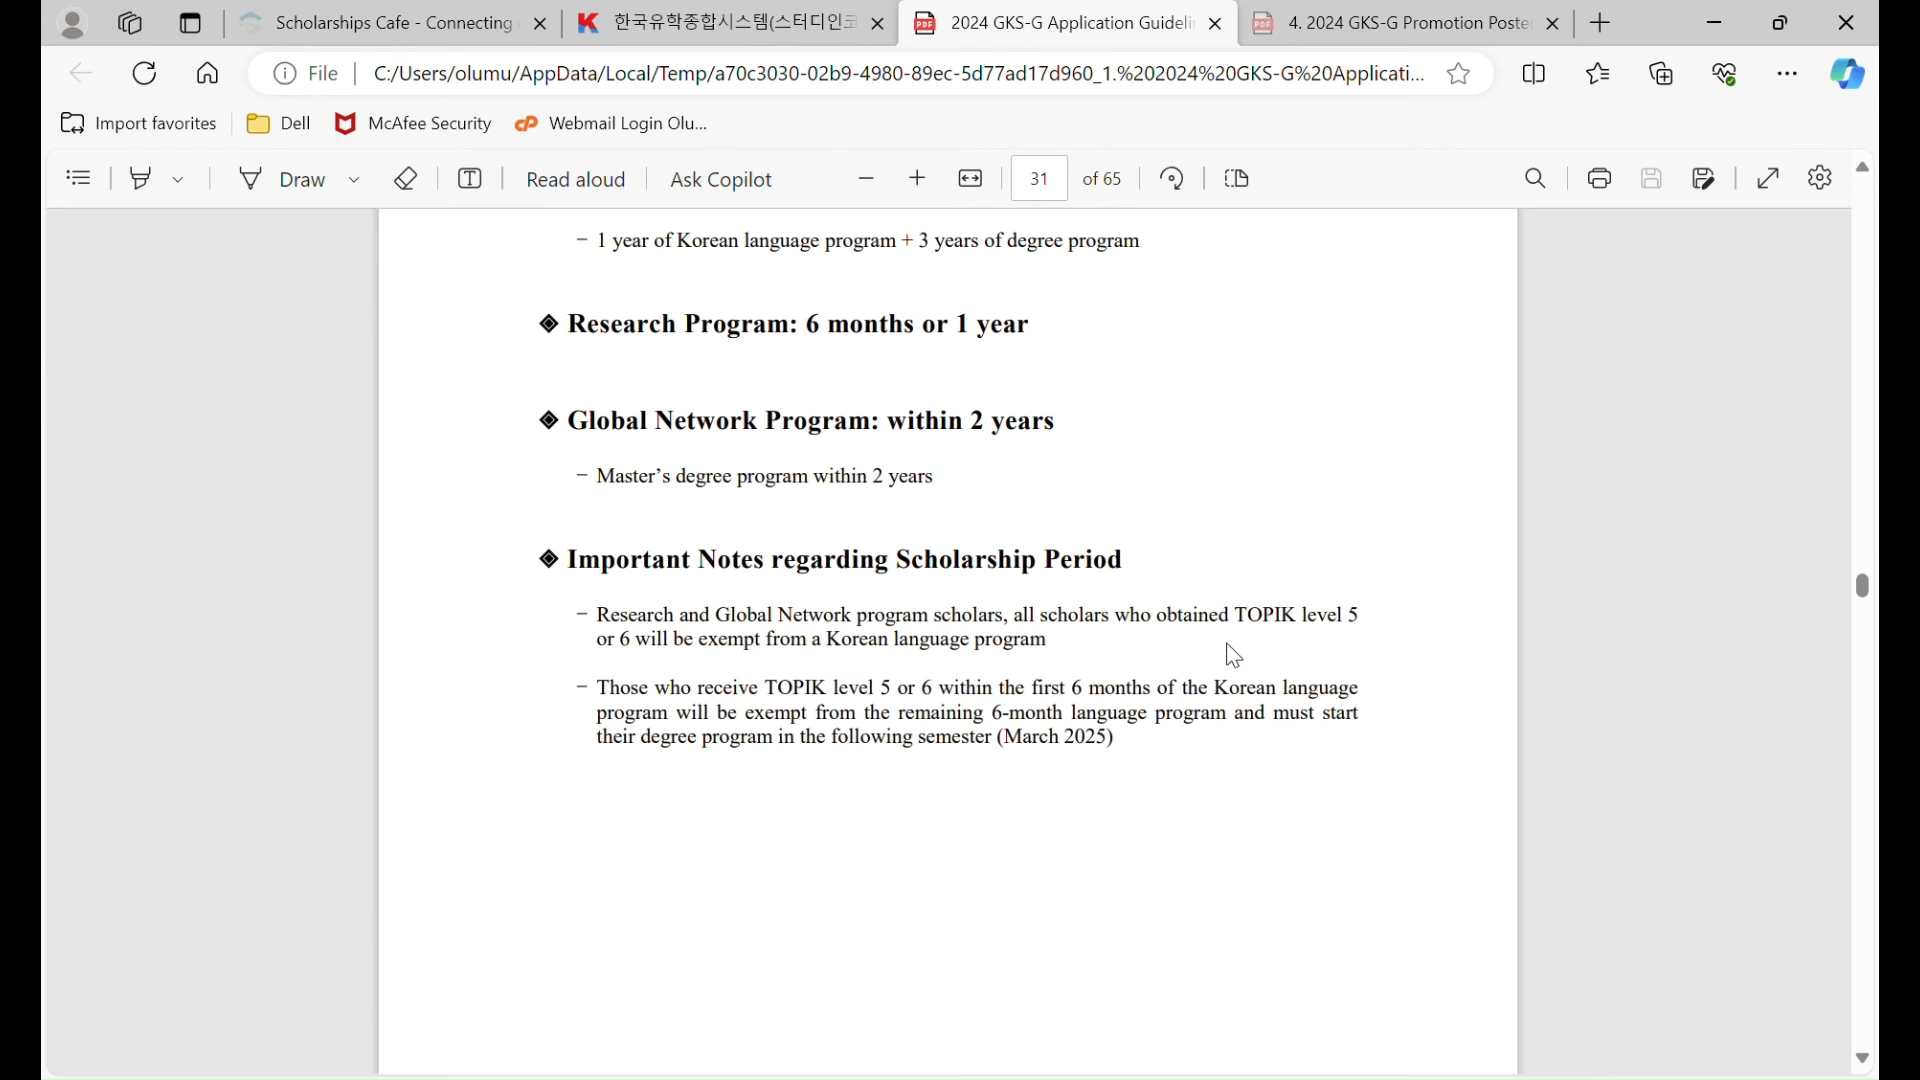 Scholarships Cafe - Connecting
한국유학종합시스템(스터디인코
2024 GKS-G Application Guideli
4. 2024 GKS-G Promotion Poste
File
C:/Users/olumu/AppData/Local/Temp/a70c3030-02b9-4980-89ec-5d77ad17d960_1.%202024%20GKS-G%20Applicati...
Import favorites
Dell
McAfee Security
Webmail Login Olu...
Draw
Read aloud
Ask Copilot
31 of 65
– 1 year of Korean language program + 3 years of degree program
◈ Research Program: 6 months or 1 year
◈ Global Network Program: within 2 years
– Master's degree program within 2 years
◈ Important Notes regarding Scholarship Period
– Research and Global Network program scholars, all scholars who obtained TOPIK level 5
or 6 will be exempt from a Korean language program
– Those who receive TOPIK level 5 or 6 within the first 6 months of the Korean language
program will be exempt from the remaining 6-month language program and must start
their degree program in the following semester (March 2025)